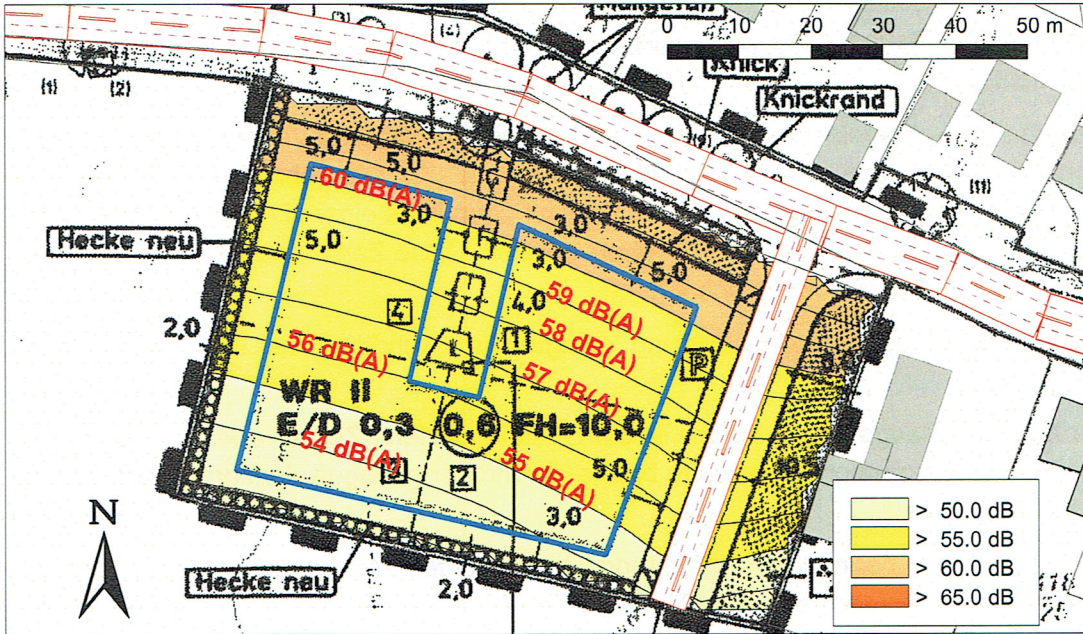 Knick
0 10 20 30 40 50 m
(3)
(1) (2)
Knickrand
(11)
5,0
5,0
60 dB(A)
3,0
3,0
Hecke neu
5,0
3,0
5,0
4,0
59 dB(A)
4
58 dB(A)
2,0
1
56 dB(A)
57 dB(A)
P
WR II
E/D 0,3 0,6 FH=10,0
54 dB(A)
55 dB(A)
5,0
2
3,0
N
Hecke neu
2,0
> 50.0 dB
> 55.0 dB
> 60.0 dB
> 65.0 dB